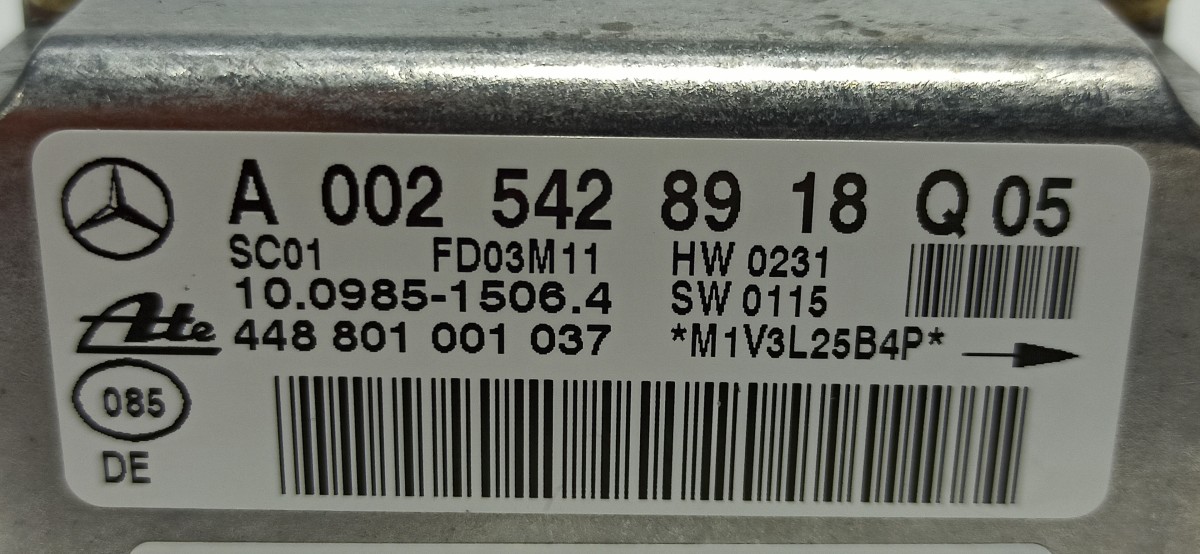 A 002 542 89 18 Q 05
SC01 FD03M11 HW 0231
10.0985-1506.4 SW 0115
Ate
448 801 001 037 *M1V3L25B4P*
085
DE